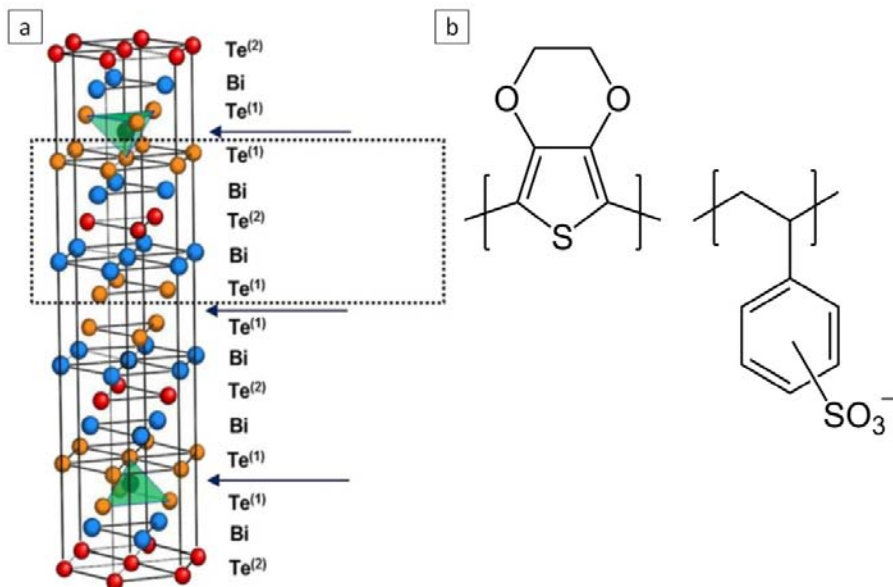 a
Te(2)
Bi
Te(1)
Te(1)
Bi
Te(2)
Bi
Te(1)
Te(1)
Bi
Te(2)
Bi
Te(1)
Te(1)
Bi
Te(2)
b
O O
S
SO3−